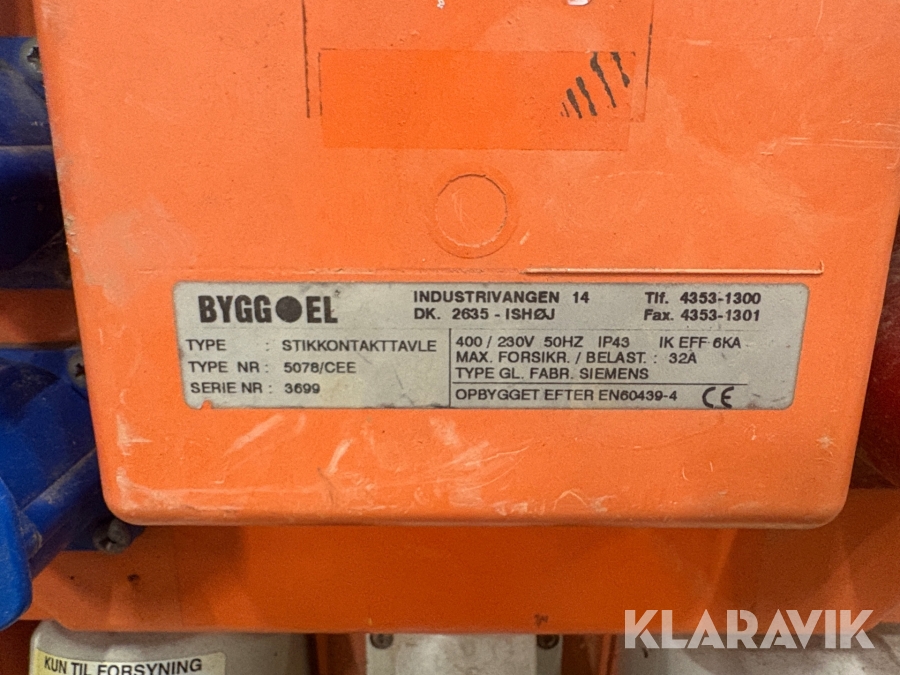 BYGG●EL
INDUSTRIVANGEN 14
DK. 2635 - ISHØJ
Tlf. 4353-1300
Fax. 4353-1301
TYPE : STIKKONTAKTTAVLE
TYPE NR : 5078/CEE
SERIE NR : 3699
400 / 230V 50HZ IP43 IK EFF 6KA
MAX. FORSIKR. / BELAST. : 32A
TYPE GL. FABR. SIEMENS
OPBYGGET EFTER EN60439-4 CE
KUN TIL FORSYNING
KLARAVIK